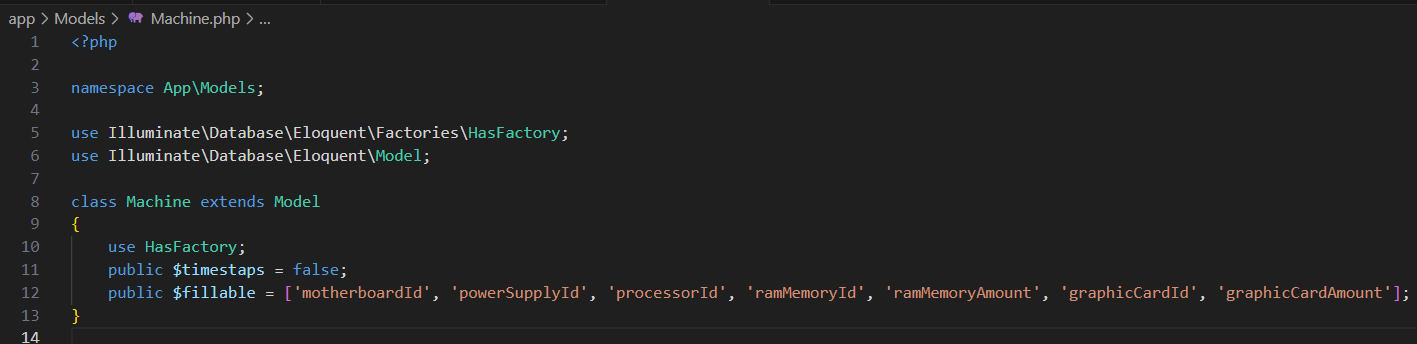 app > Models > Machine.php > ...
1 <?php
2
3 namespace App\Models;
4
5 use Illuminate\Database\Eloquent\Factories\HasFactory;
6 use Illuminate\Database\Eloquent\Model;
7
8 class Machine extends Model
9 {
10 use HasFactory;
11 public $timestaps = false;
12 public $fillable = ['motherboardId', 'powerSupplyId', 'processorId', 'ramMemoryId', 'ramMemoryAmount', 'graphicCardId', 'graphicCardAmount'];
13 }
14